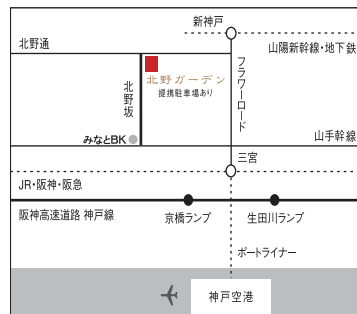 新神戸
山陽新幹線・地下鉄
北野通
北野坂
北野ガーデン
提携駐車場あり
フラワーロード
みなとBK
山手幹線
三宮
JR・阪神・阪急
阪神高速道路 神戸線
京橋ランプ
生田川ランプ
ポートライナー
神戸空港